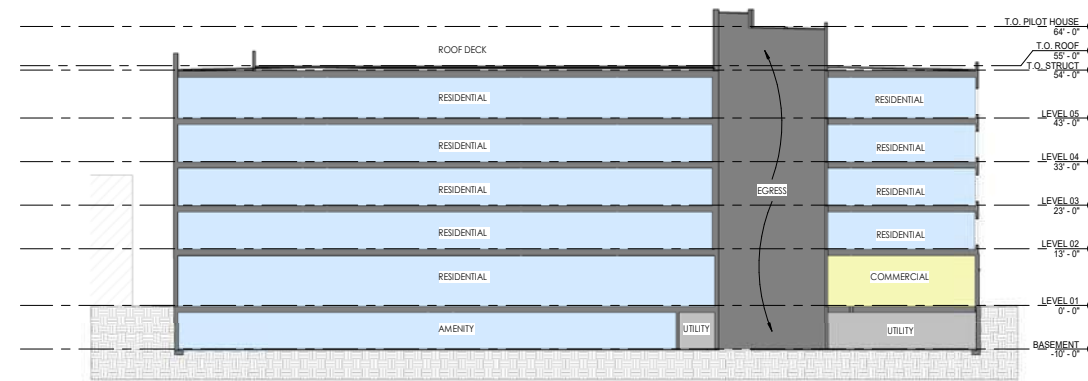 T.O. PILOT HOUSE
64' - 0"
ROOF DECK
T.O. ROOF
55' - 0"
T.O. STRUCT
54' - 0"
RESIDENTIAL
RESIDENTIAL
LEVEL 05
43' - 0"
RESIDENTIAL
RESIDENTIAL
LEVEL 04
33' - 0"
RESIDENTIAL
EGRESS
RESIDENTIAL
LEVEL 03
23' - 0"
RESIDENTIAL
RESIDENTIAL
LEVEL 02
13' - 0"
RESIDENTIAL
COMMERCIAL
LEVEL 01
0' - 0"
AMENITY
UTILITY
UTILITY
BASEMENT
-10' - 0"